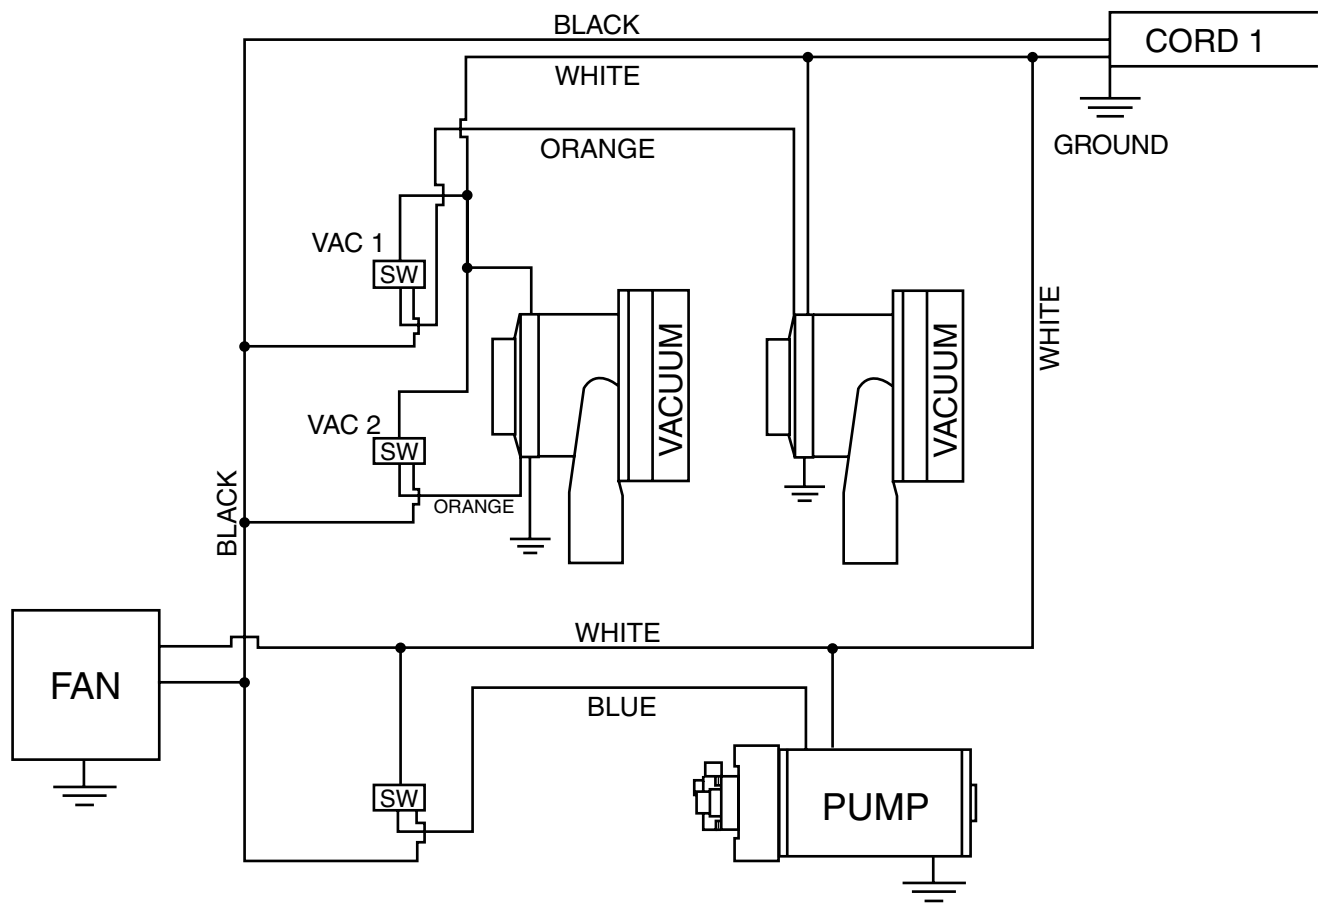 BLACK
CORD 1
WHITE
ORANGE
GROUND
VAC 1
SW
WHITE
VACUUM
VACUUM
VAC 2
SW
ORANGE
BLACK
WHITE
FAN
BLUE
SW
PUMP